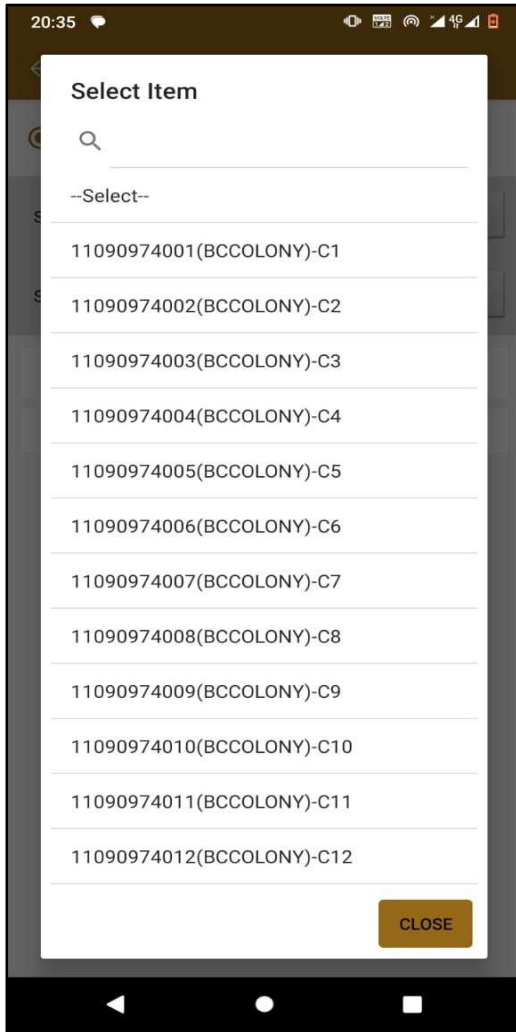 20:35
4G
Select Item
--Select--
11090974001(BCCOLONY)-C1
11090974002(BCCOLONY)-C2
11090974003(BCCOLONY)-C3
11090974004(BCCOLONY)-C4
11090974005(BCCOLONY)-C5
11090974006(BCCOLONY)-C6
11090974007(BCCOLONY)-C7
11090974008(BCCOLONY)-C8
11090974009(BCCOLONY)-C9
11090974010(BCCOLONY)-C10
11090974011(BCCOLONY)-C11
11090974012(BCCOLONY)-C12
CLOSE